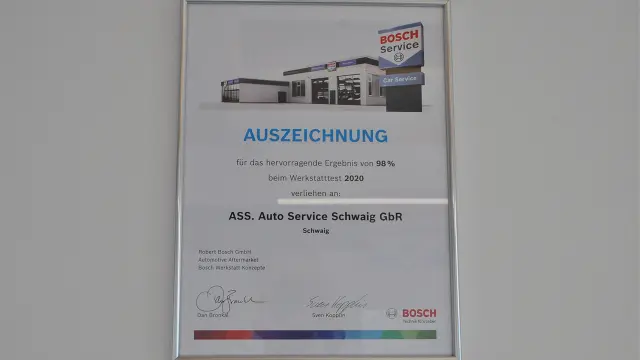 BOSCH
Service
Car Service
AUSZEICHNUNG
für das hervorragende Ergebnis von 98 %
beim Werkstatttest 2020
verliehen an:
ASS. Auto Service Schwaig GbR
Schwaig
Robert Bosch GmbH
Automotive Aftermarket
Bosch Werkstatt Konzepte
Sven Kopplin
BOSCH